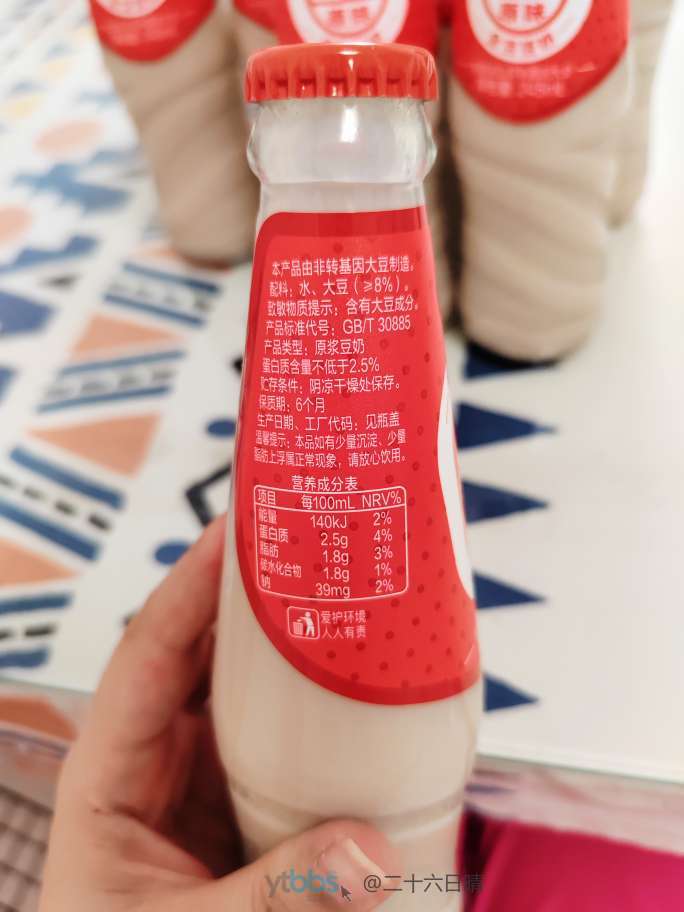 原味
本产品由非转基因大豆制造。
配料：水、大豆（≥8%）。
致敏物质提示：含有大豆成分。
产品标准代号：GB/T 30885
产品类型：原浆豆奶
蛋白质含量不低于2.5%
贮存条件：阴凉干燥处保存。
保质期：6个月
生产日期、工厂代码：见瓶盖
温馨提示：本品如有少量沉淀、少量
脂肪上浮属正常现象，请放心饮用。
营养成分表
项目 每100mL NRV%
能量 140kJ 2%
蛋白质 2.5g 4%
脂肪 1.8g 3%
碳水化合物 1.8g 1%
钠 39mg 2%
爱护环境
人人有责
ytbbs @二十六日晴